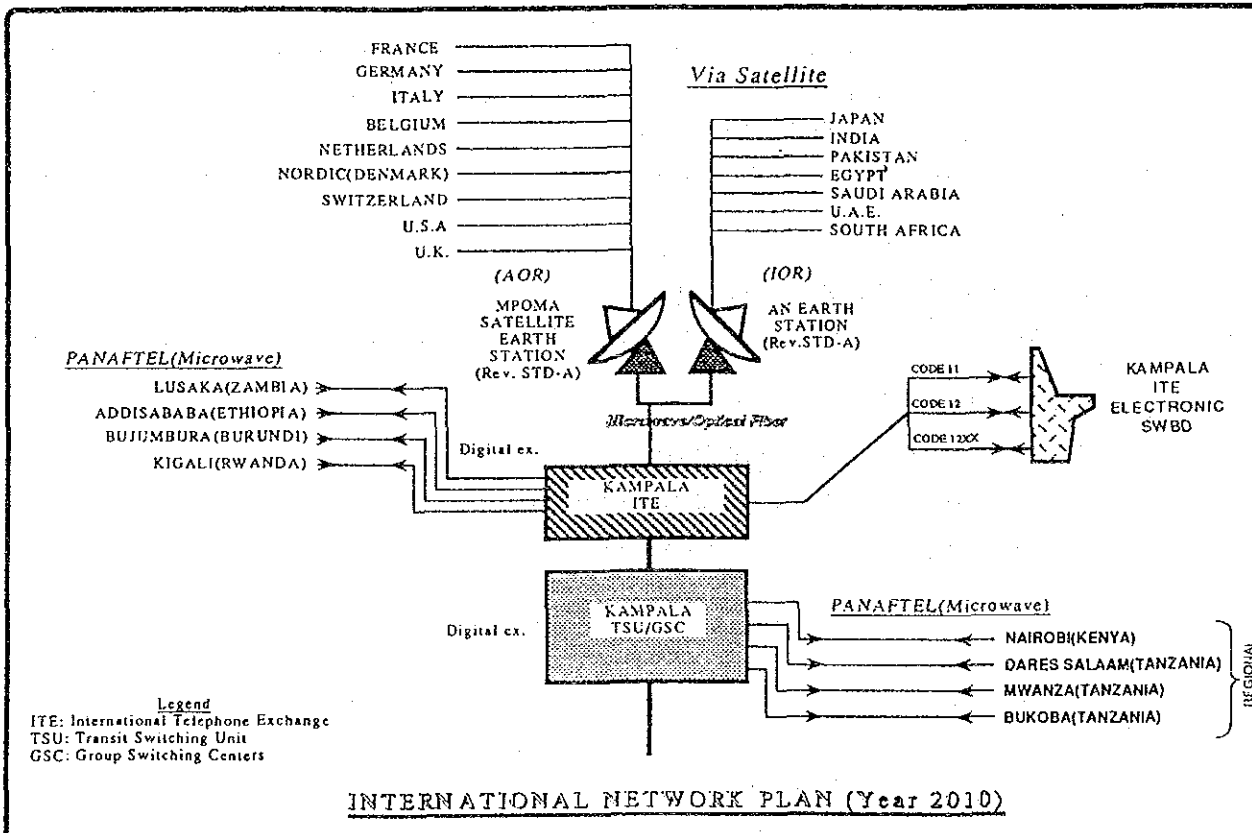 FRANCE
GERMANY
ITALY
BELGIUM
NETHERLANDS
NORDIC(DENMARK)
SWITZERLAND
U.S.A
U.K.
Via Satellite
JAPAN
INDIA
PAKISTAN
EGYPT
SAUDI ARABIA
U.A.E.
SOUTH AFRICA
(AOR)
MPOMA
SATELLITE
EARTH
STATION
(Rev. STD-A)
(IOR)
AN EARTH
STATION
(Rev.STD-A)
PANAFTEL(Microwave)
LUSAKA(ZAMBIA)
ADDISABABA(ETHIOPIA)
BUJUMBURA(BURUNDI)
KIGALI(RWANDA)
Microwave/Optical Fiber
CODE 11
CODE 12
CODE 12XX
KAMPALA
ITE
ELECTRONIC
SWBD
Digital ex.
KAMPALA
ITE
Digital ex.
KAMPALA
TSU/GSC
PANAFTEL(Microwave)
NAIROBI(KENYA)
DARES SALAAM(TANZANIA)
MWANZA(TANZANIA)
BUKOBA(TANZANIA)
REGIONAL
Legend
ITE: International Telephone Exchange
TSU: Transit Switching Unit
GSC: Group Switching Centers
INTERNATIONAL NETWORK PLAN (Year 2010)